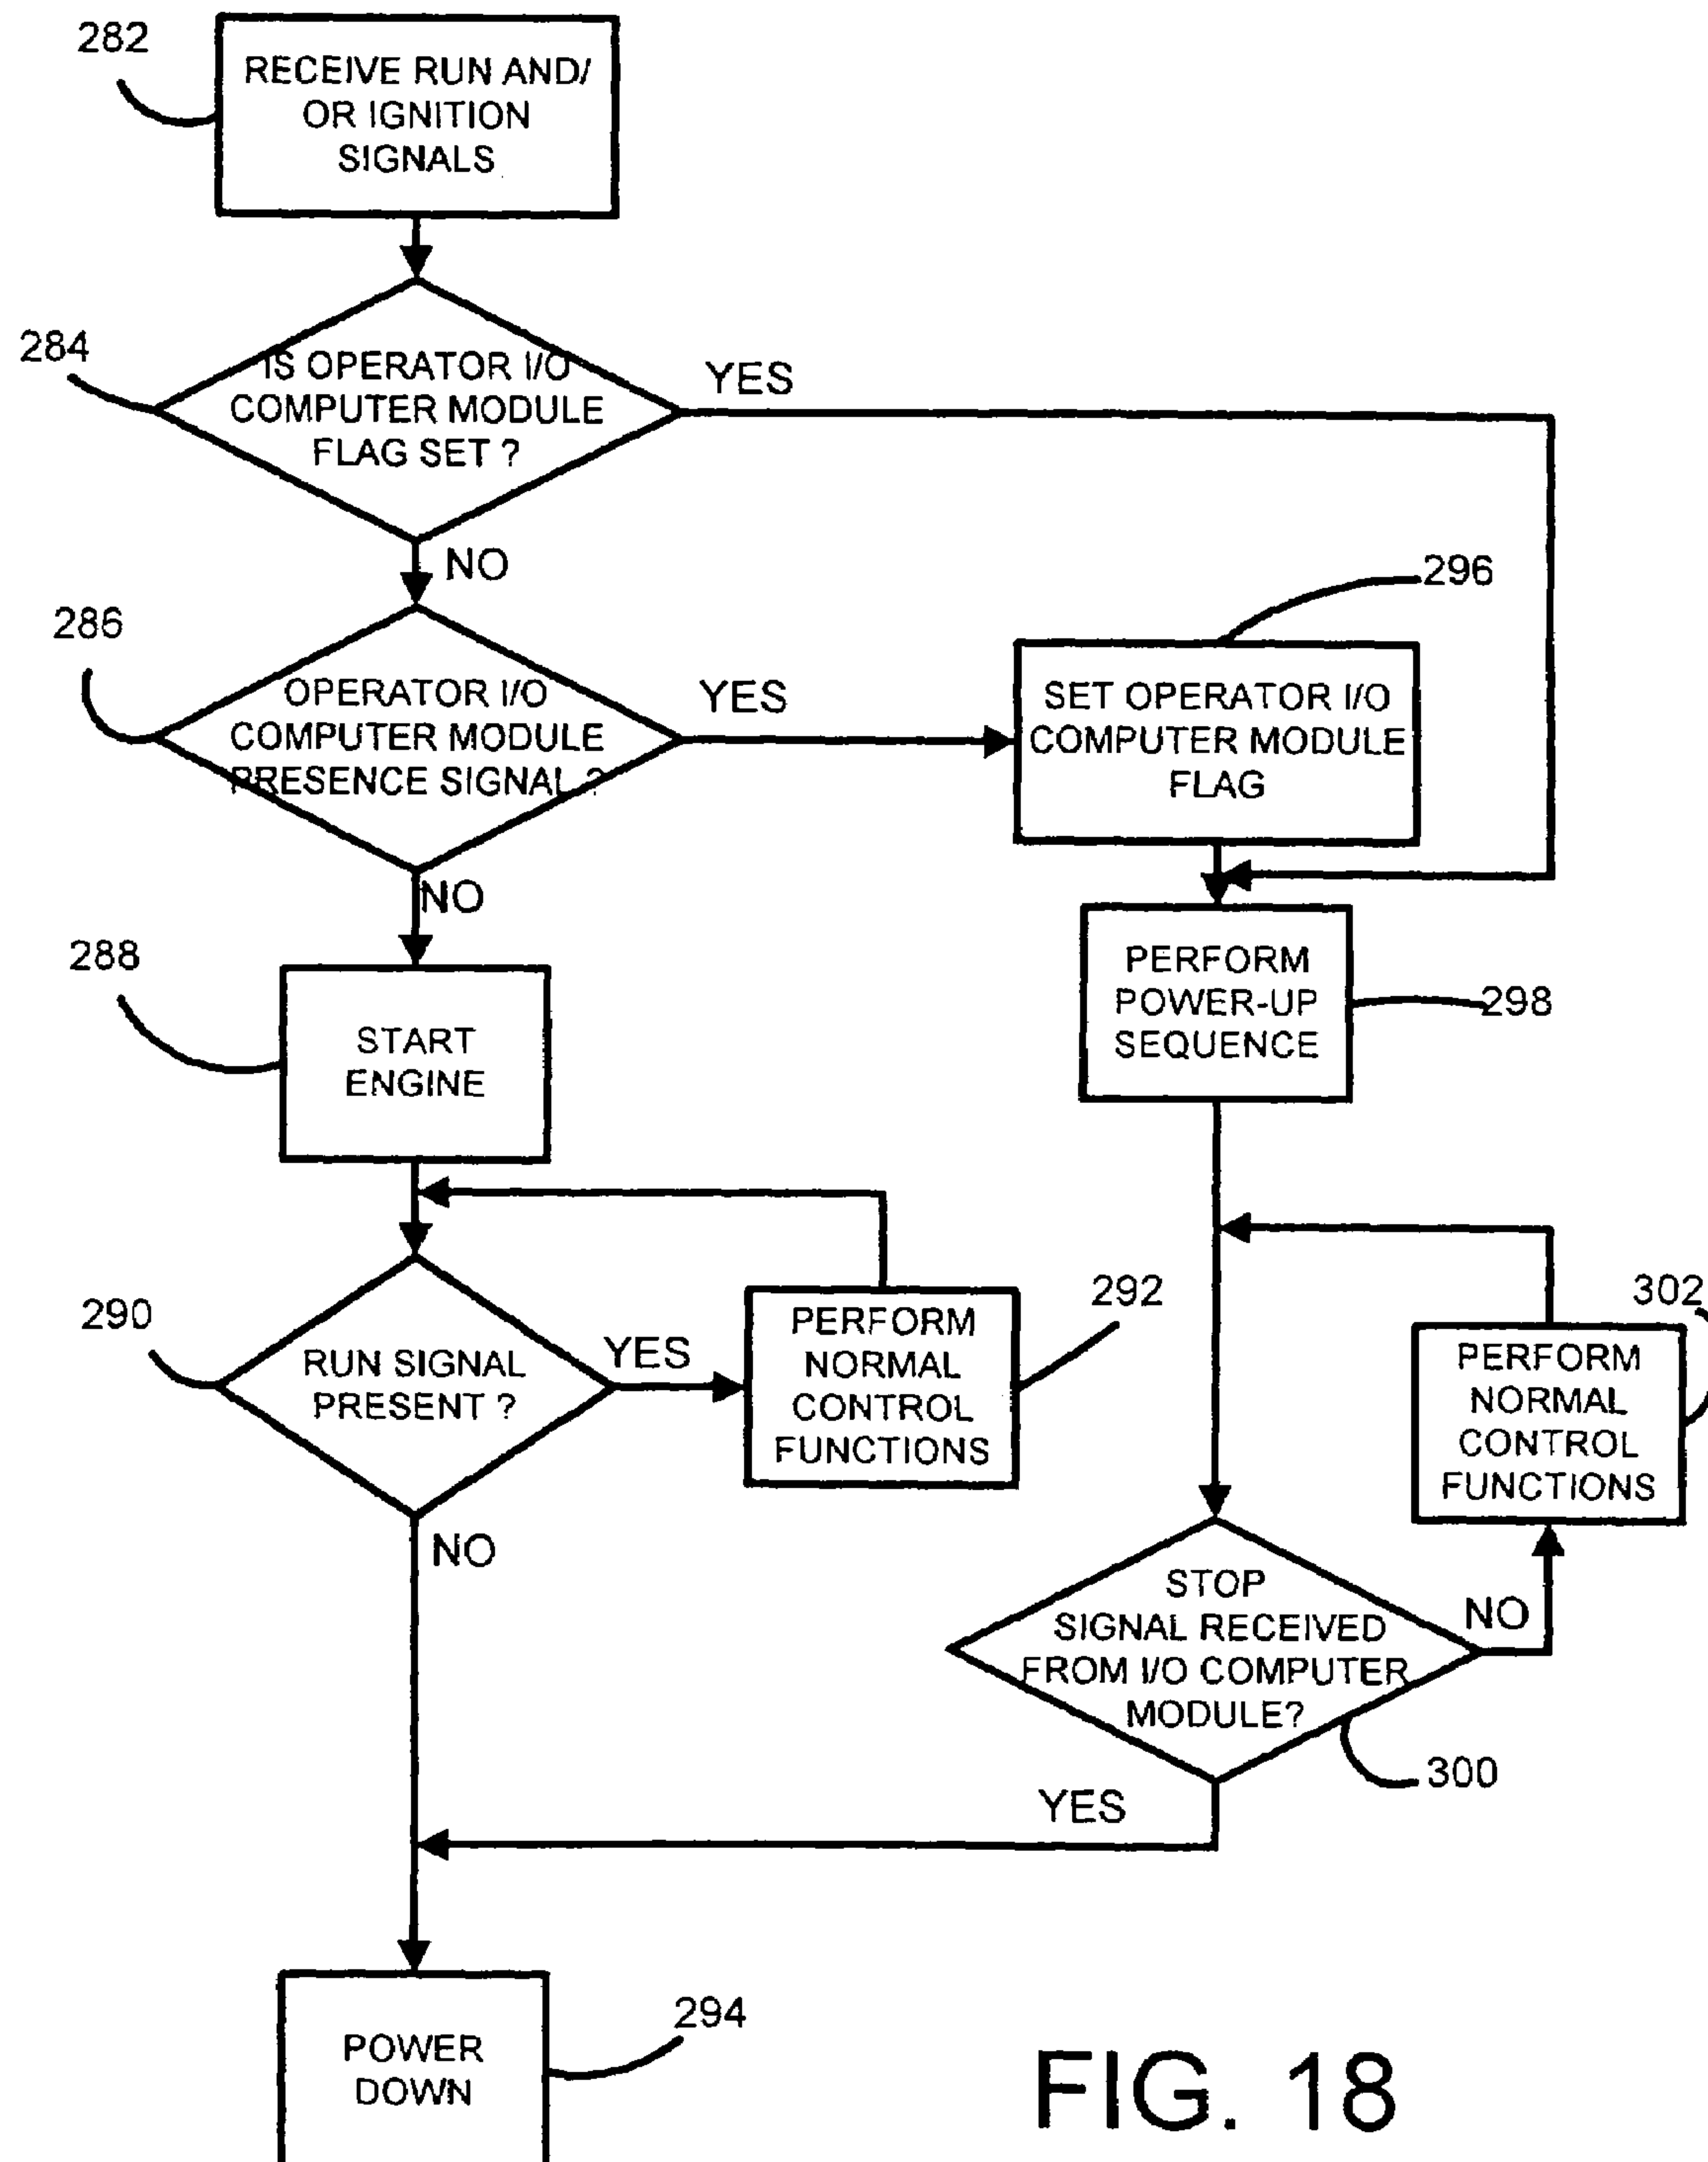 282
RECEIVE RUN AND/
OR IGNITION
SIGNALS
284
IS OPERATOR I/O
COMPUTER MODULE
FLAG SET ?
YES
NO
296
286
OPERATOR I/O
COMPUTER MODULE
PRESENCE SIGNAL ?
YES
SET OPERATOR I/O
COMPUTER MODULE
FLAG
NO
288
START
ENGINE
PERFORM
POWER-UP
SEQUENCE
298
290
RUN SIGNAL
PRESENT ?
YES
PERFORM
NORMAL
CONTROL
FUNCTIONS
292
302
PERFORM
NORMAL
CONTROL
FUNCTIONS
NO
STOP
SIGNAL RECEIVED
FROM I/O COMPUTER
MODULE?
NO
300
YES
294
POWER
DOWN
FIG. 18